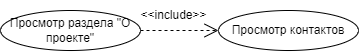 Просмотр раздела "О
проекте"
<<include>>
Просмотр контактов